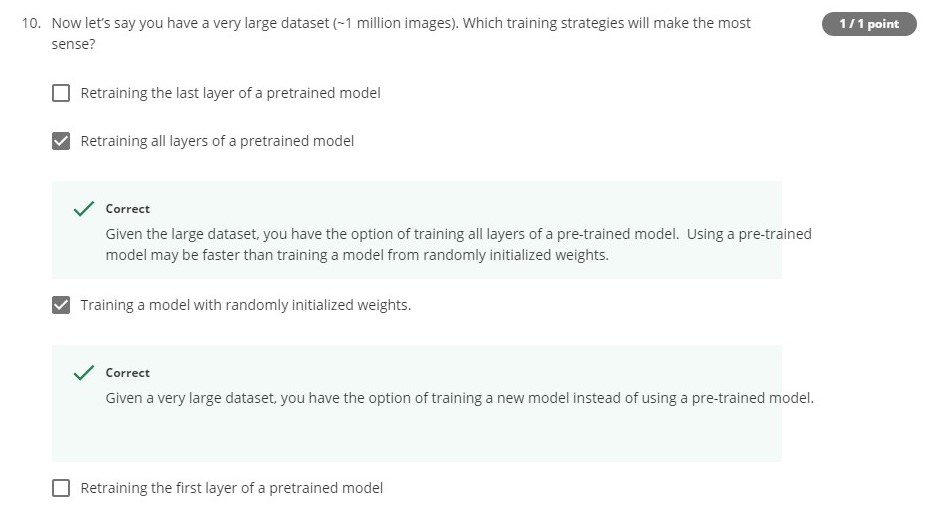 10. Now let's say you have a very large dataset (~1 million images). Which training strategies will make the most
sense?
1 / 1 point
Retraining the last layer of a pretrained model
Retraining all layers of a pretrained model
Correct
Given the large dataset, you have the option of training all layers of a pre-trained model. Using a pre-trained
model may be faster than training a model from randomly initialized weights.
Training a model with randomly initialized weights.
Correct
Given a very large dataset, you have the option of training a new model instead of using a pre-trained model.
Retraining the first layer of a pretrained model